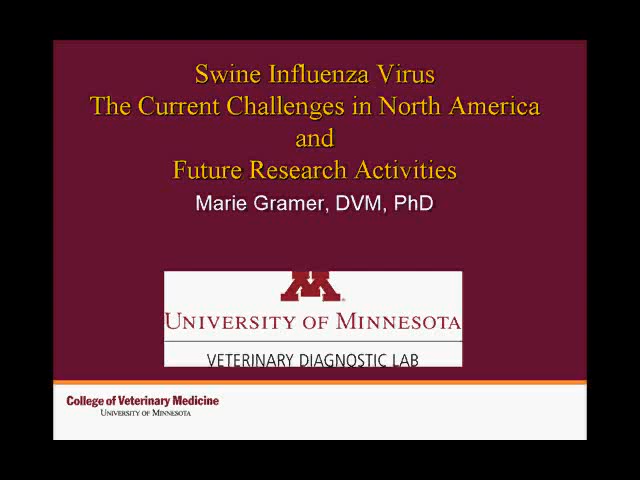 Swine Influenza Virus
The Current Challenges in North America
and
Future Research Activities
Marie Gramer, DVM, PhD
M
UNIVERSITY OF MINNESOTA
VETERINARY DIAGNOSTIC LAB
College of Veterinary Medicine
UNIVERSITY OF MINNESOTA